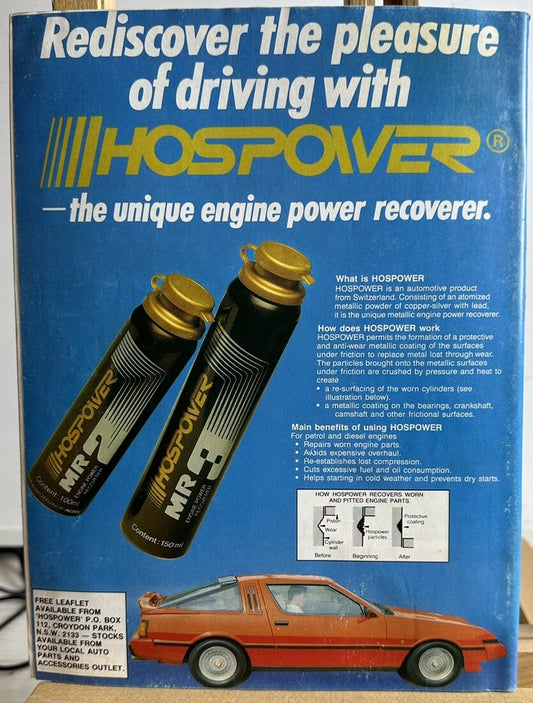 Rediscover the pleasure
of driving with
HOSPOWER®
—the unique engine power recoverer.
What is HOSPOWER
HOSPOWER is an automotive product
from Switzerland. Consisting of an atomized
metallic powder of copper-silver with lead,
it is the unique metallic engine power recoverer.
How does HOSPOWER work
HOSPOWER permits the formation of a protective
and anti-wear metallic coating of the surfaces
under friction to replace metal lost through wear.
The particles brought onto the metallic surfaces
under friction are crushed by pressure and heat to
create
• a re-surfacing of the worn cylinders (see
illustration below).
• a metallic coating on the bearings, crankshaft,
camshaft and other frictional surfaces.
Main benefits of using HOSPOWER
For petrol and diesel engines
• Repairs worn engine parts.
• Avoids expensive overhaul.
• Re-establishes lost compression.
• Cuts excessive fuel and oil consumption.
• Helps starting in cold weather and prevents dry starts.
HOSPOWER
MR2
ENGINE POWER
RECOVERER
Content: 100ml
HOSPOWER
MR3
ENGINE POWER
RECOVERER
Content: 150 ml
HOW HOSPOWER RECOVERS WORN
AND PITTED ENGINE PARTS.
Piston
Wear
Cylinder
wall
Hospower
particles
Protective
coating
Before
Beginning
After
FREE LEAFLET
AVAILABLE FROM
'HOSPOWER' P.O. BOX
112, CROYDON PARK,
N.S.W. 2133 — STOCKS
AVAILABLE FROM
YOUR LOCAL AUTO
PARTS AND
ACCESSORIES OUTLET.